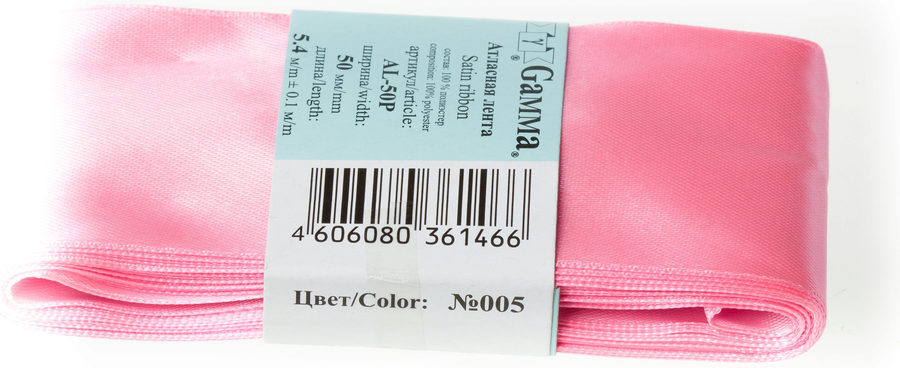 γ
GaMMa®
Атласная лента
Satin ribbon
состав: 100 % полиэстер
composition: 100% polyester
артикул/article:
AL-50P
ширина/width:
50 мм/mm
длина/length:
5.4 м/m ± 0.1 м/m
4 606080 361466
Цвет/Color: №005